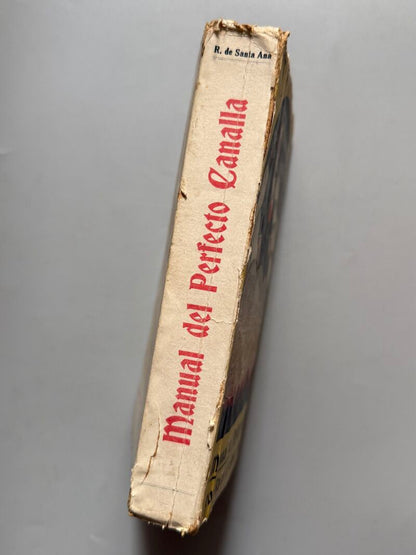 R. de Santa Ana
Manual del Perfecto Canalla